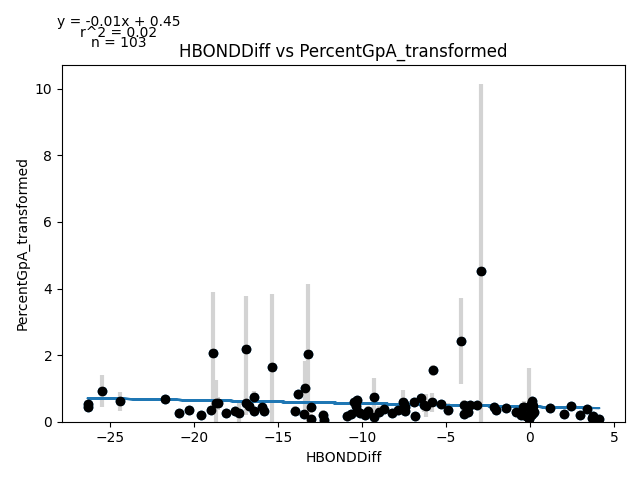 y = -0.01x + 0.45
r^2 = 0.02
n = 103
HBONDDiff vs PercentGpA_transformed
PercentGpA_transformed
10
8
6
4
2
0
−25
−20
−15
−10
−5
0
5
HBONDDiff